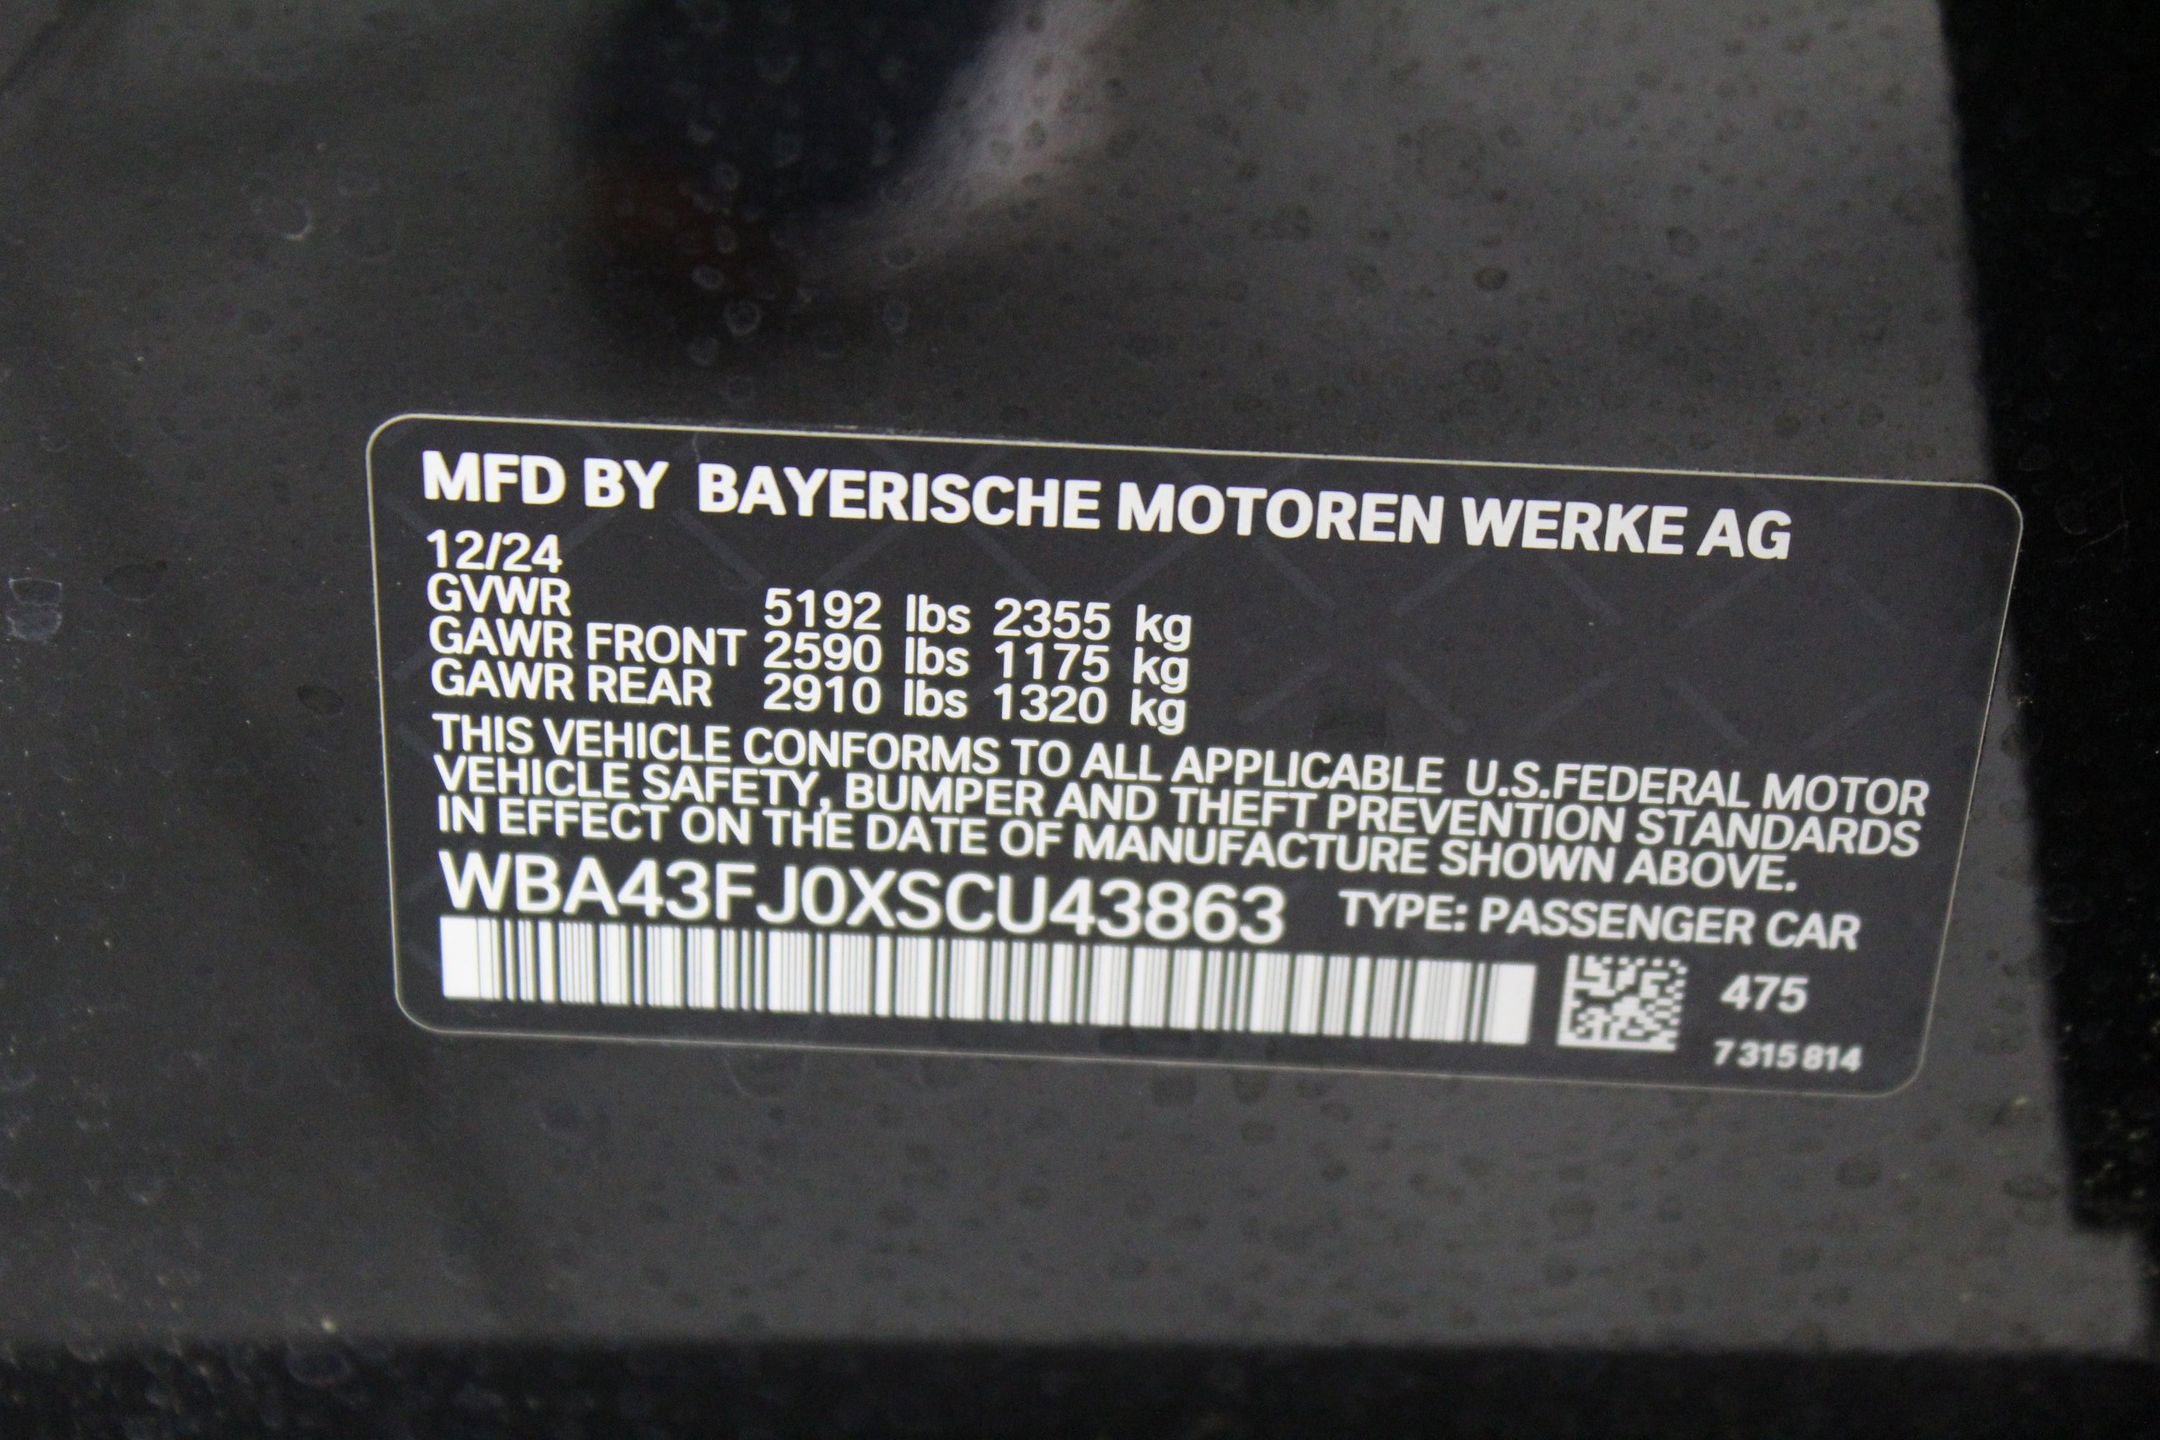 MFD BY BAYERISCHE MOTOREN WERKE AG
12/24
GVWR 5192 lbs 2355 kg
GAWR FRONT 2590 lbs 1175 kg
GAWR REAR 2910 lbs 1320 kg
THIS VEHICLE CONFORMS TO ALL APPLICABLE U.S.FEDERAL MOTOR
VEHICLE SAFETY, BUMPER AND THEFT PREVENTION STANDARDS
IN EFFECT ON THE DATE OF MANUFACTURE SHOWN ABOVE.
WBA43FJ0XSCU43863 TYPE: PASSENGER CAR
475
7 315 814